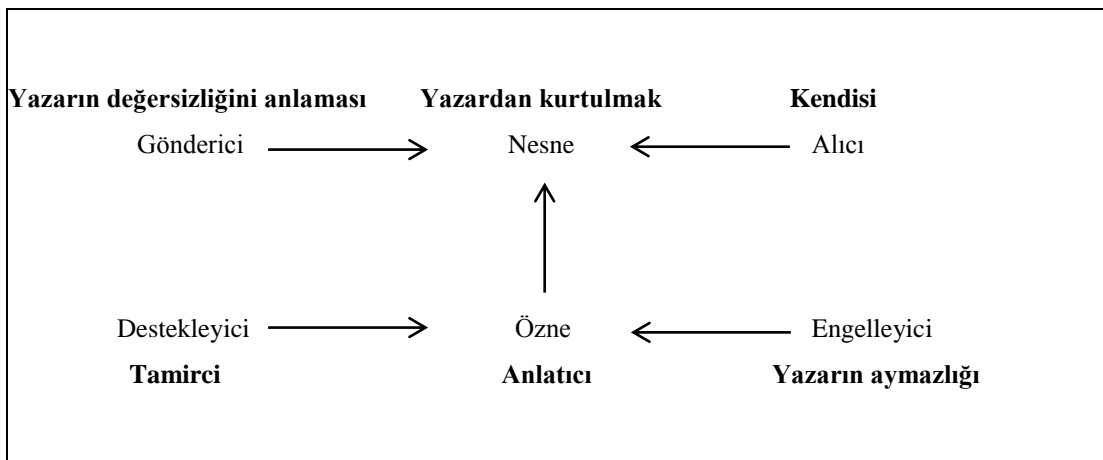 Yazarın değersizliğini anlaması Yazardan kurtulmak Kendisi
Gönderici Nesne Alıcı
Destekleyici Özne Engelleyici
Tamirci Anlatıcı Yazarın aymazlığı